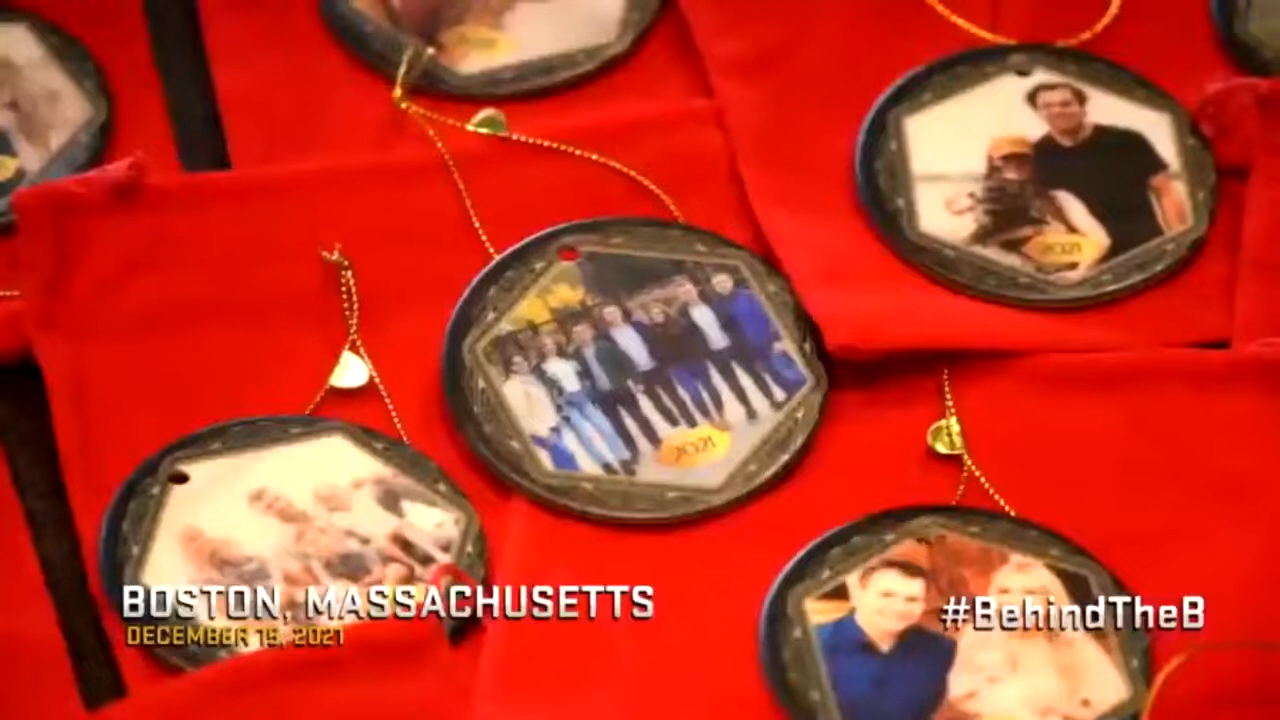 2021
2021
BOSTON, MASSACHUSETTS
DECEMBER 15, 2021
#BehindTheB